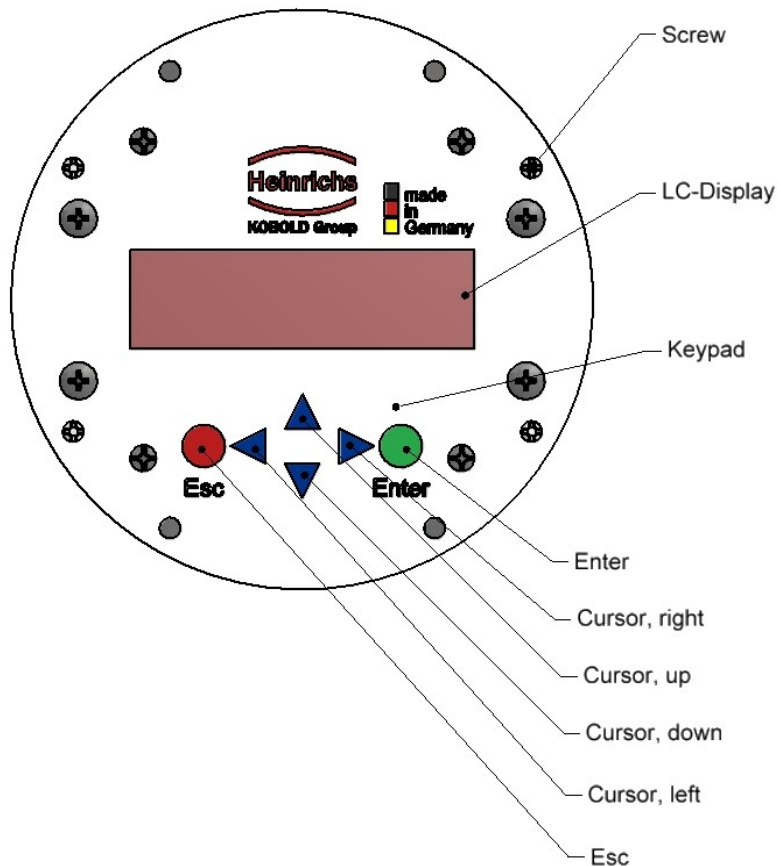 Screw
Heinrichs
KOBOLD Group
made
in
Germany
LC-Display
Keypad
Esc
Enter
Enter
Cursor, right
Cursor, up
Cursor, down
Cursor, left
Esc